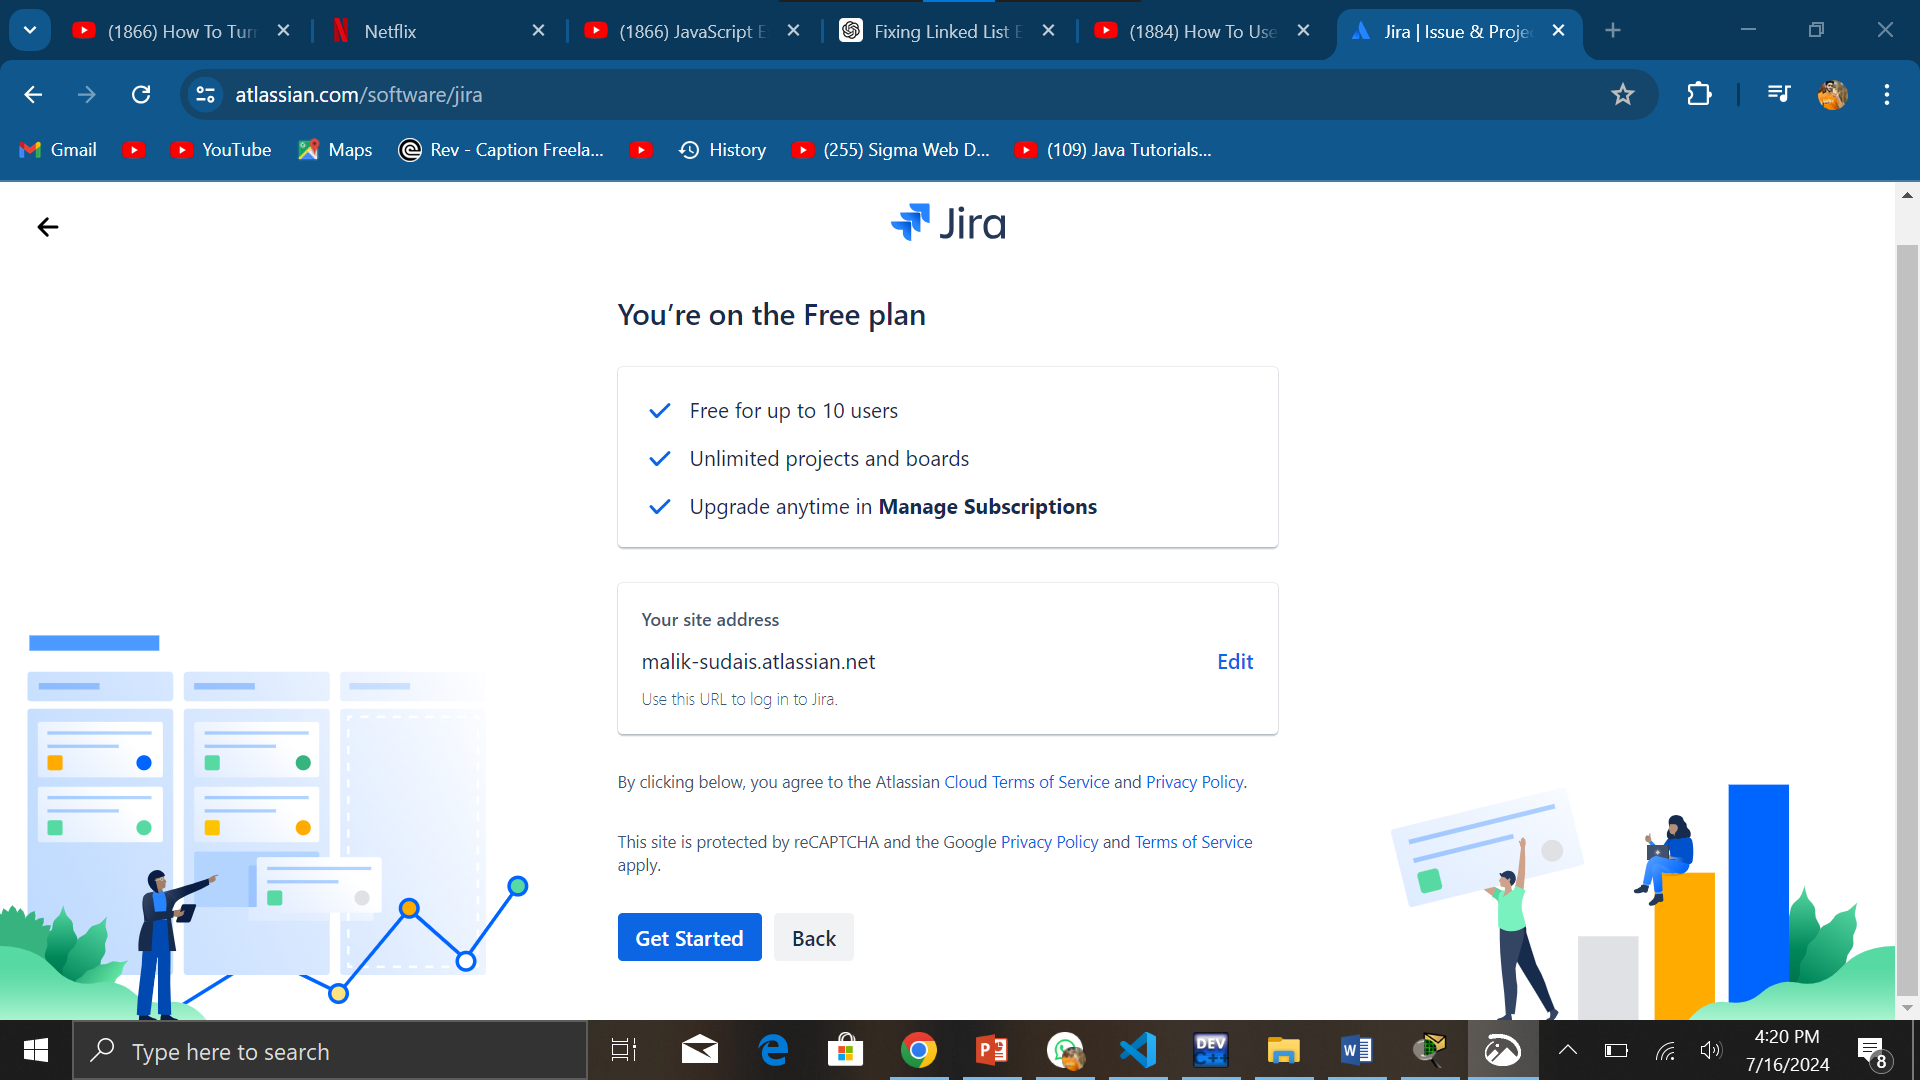 (1866) How To Turn
Netflix
(1866) JavaScript E
Fixing Linked List E
(1884) How To Use
Jira | Issue & Proje
atlassian.com/software/jira
Gmail
YouTube
Maps
Rev - Caption Freela...
History
(255) Sigma Web D...
(109) Java Tutorials...
Jira
You’re on the Free plan
Free for up to 10 users
Unlimited projects and boards
Upgrade anytime in Manage Subscriptions
Your site address
malik-sudais.atlassian.net
Edit
Use this URL to log in to Jira.
By clicking below, you agree to the Atlassian Cloud Terms of Service and Privacy Policy.
This site is protected by reCAPTCHA and the Google Privacy Policy and Terms of Service
apply.
Get Started
Back
Type here to search
DEV
C++
4:20 PM
7/16/2024
8